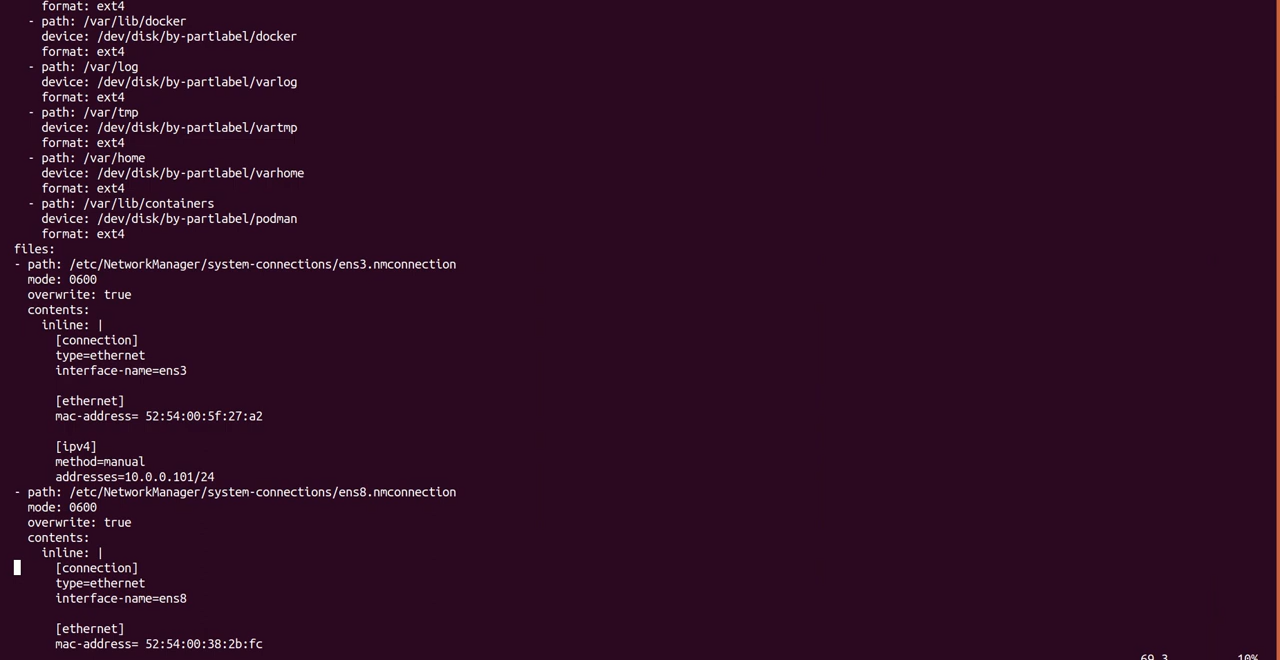 format: ext4
  - path: /var/lib/docker
    device: /dev/disk/by-partlabel/docker
    format: ext4
  - path: /var/log
    device: /dev/disk/by-partlabel/varlog
    format: ext4
  - path: /var/tmp
    device: /dev/disk/by-partlabel/vartmp
    format: ext4
  - path: /var/home
    device: /dev/disk/by-partlabel/varhome
    format: ext4
  - path: /var/lib/containers
    device: /dev/disk/by-partlabel/podman
    format: ext4
files:
- path: /etc/NetworkManager/system-connections/ens3.nmconnection
  mode: 0600
  overwrite: true
  contents:
    inline: |
      [connection]
      type=ethernet
      interface-name=ens3

      [ethernet]
      mac-address= 52:54:00:5f:27:a2

      [ipv4]
      method=manual
      addresses=10.0.0.101/24
- path: /etc/NetworkManager/system-connections/ens8.nmconnection
  mode: 0600
  overwrite: true
  contents:
    inline: |
      [connection]
      type=ethernet
      interface-name=ens8

      [ethernet]
      mac-address= 52:54:00:38:2b:fc
69,3 10%